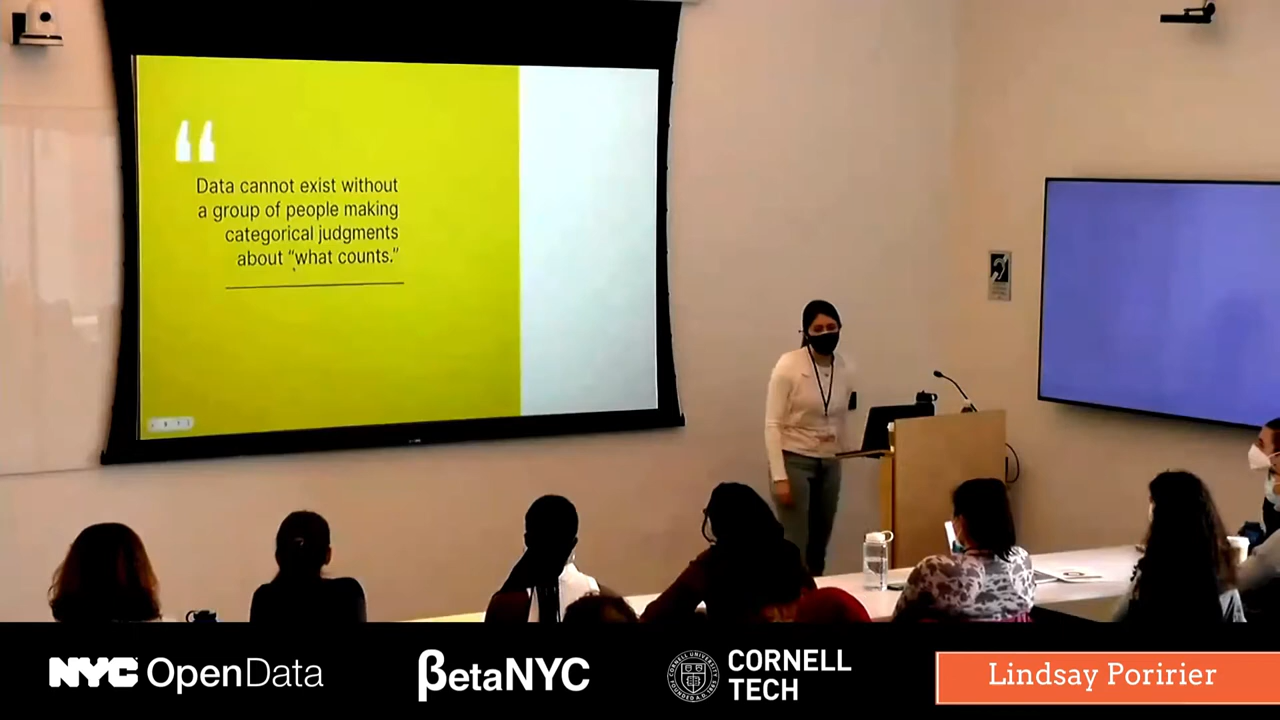 “
Data cannot exist without
a group of people making
categorical judgments
about “what counts.”
NYC OpenData
βetaNYC
CORNELL
TECH
Lindsay Poririer